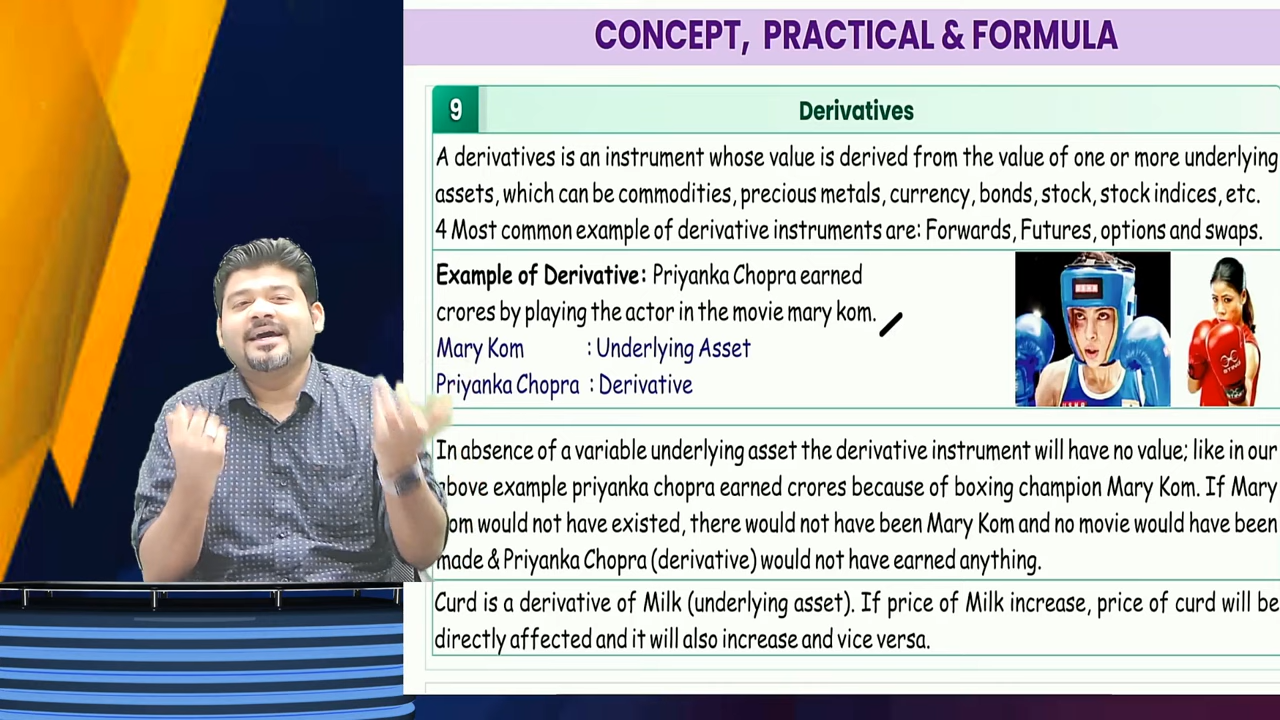 CONCEPT, PRACTICAL & FORMULA
9
Derivatives
A derivatives is an instrument whose value is derived from the value of one or more underlying
assets, which can be commodities, precious metals, currency, bonds, stock, stock indices, etc.
4 Most common example of derivative instruments are: Forwards, Futures, options and swaps.
Example of Derivative: Priyanka Chopra earned
crores by playing the actor in the movie mary kom.
Mary Kom : Underlying Asset
Priyanka Chopra : Derivative
In absence of a variable underlying asset the derivative instrument will have no value; like in our
above example priyanka chopra earned crores because of boxing champion Mary Kom. If Mary
om would not have existed, there would not have been Mary Kom and no movie would have been
made & Priyanka Chopra (derivative) would not have earned anything.
Curd is a derivative of Milk (underlying asset). If price of Milk increase, price of curd will be
directly affected and it will also increase and vice versa.